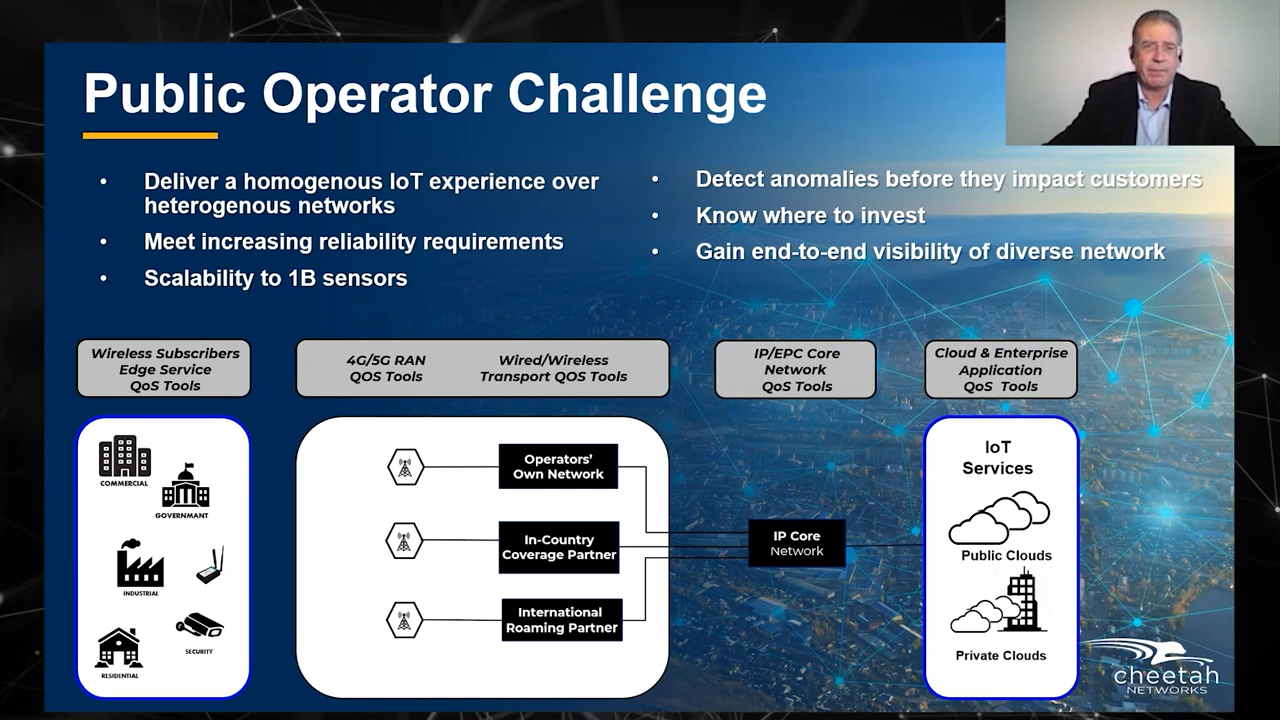 Public Operator Challenge
• Deliver a homogenous IoT experience over
heterogenous networks
• Meet increasing reliability requirements
• Scalability to 1B sensors
• Detect anomalies before they impact customers
• Know where to invest
• Gain end-to-end visibility of diverse network
Wireless Subscribers
Edge Service
QoS Tools
4G/5G RAN
QOS Tools
Wired/Wireless
Transport QOS Tools
IP/EPC Core
Network
QoS Tools
Cloud & Enterprise
Application
QoS Tools
COMMERCIAL
GOVERNMANT
INDUSTRIAL
SECURITY
RESIDENTIAL
Operators’
Own Network
In-Country
Coverage Partner
International
Roaming Partner
IP Core
Network
IoT
Services
Public Clouds
Private Clouds
cheetah
NETWORKS